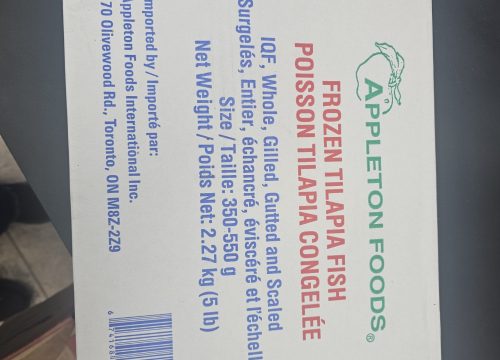 APPLETON FOODS®
FROZEN TILAPIA FISH
POISSON TILAPIA CONGELÉE
IQF, Whole, Gilled, Gutted and Scaled
Surgelés, Entier, échancré, éviscéré et l'échell
Size / Taille: 350-550 g
Net Weight / Poids Net: 2.27 kg (5 lb)
Imported by / Importé par:
Appleton Foods International Inc.
70 Olivewood Rd., Toronto, ON M8Z-2Z9